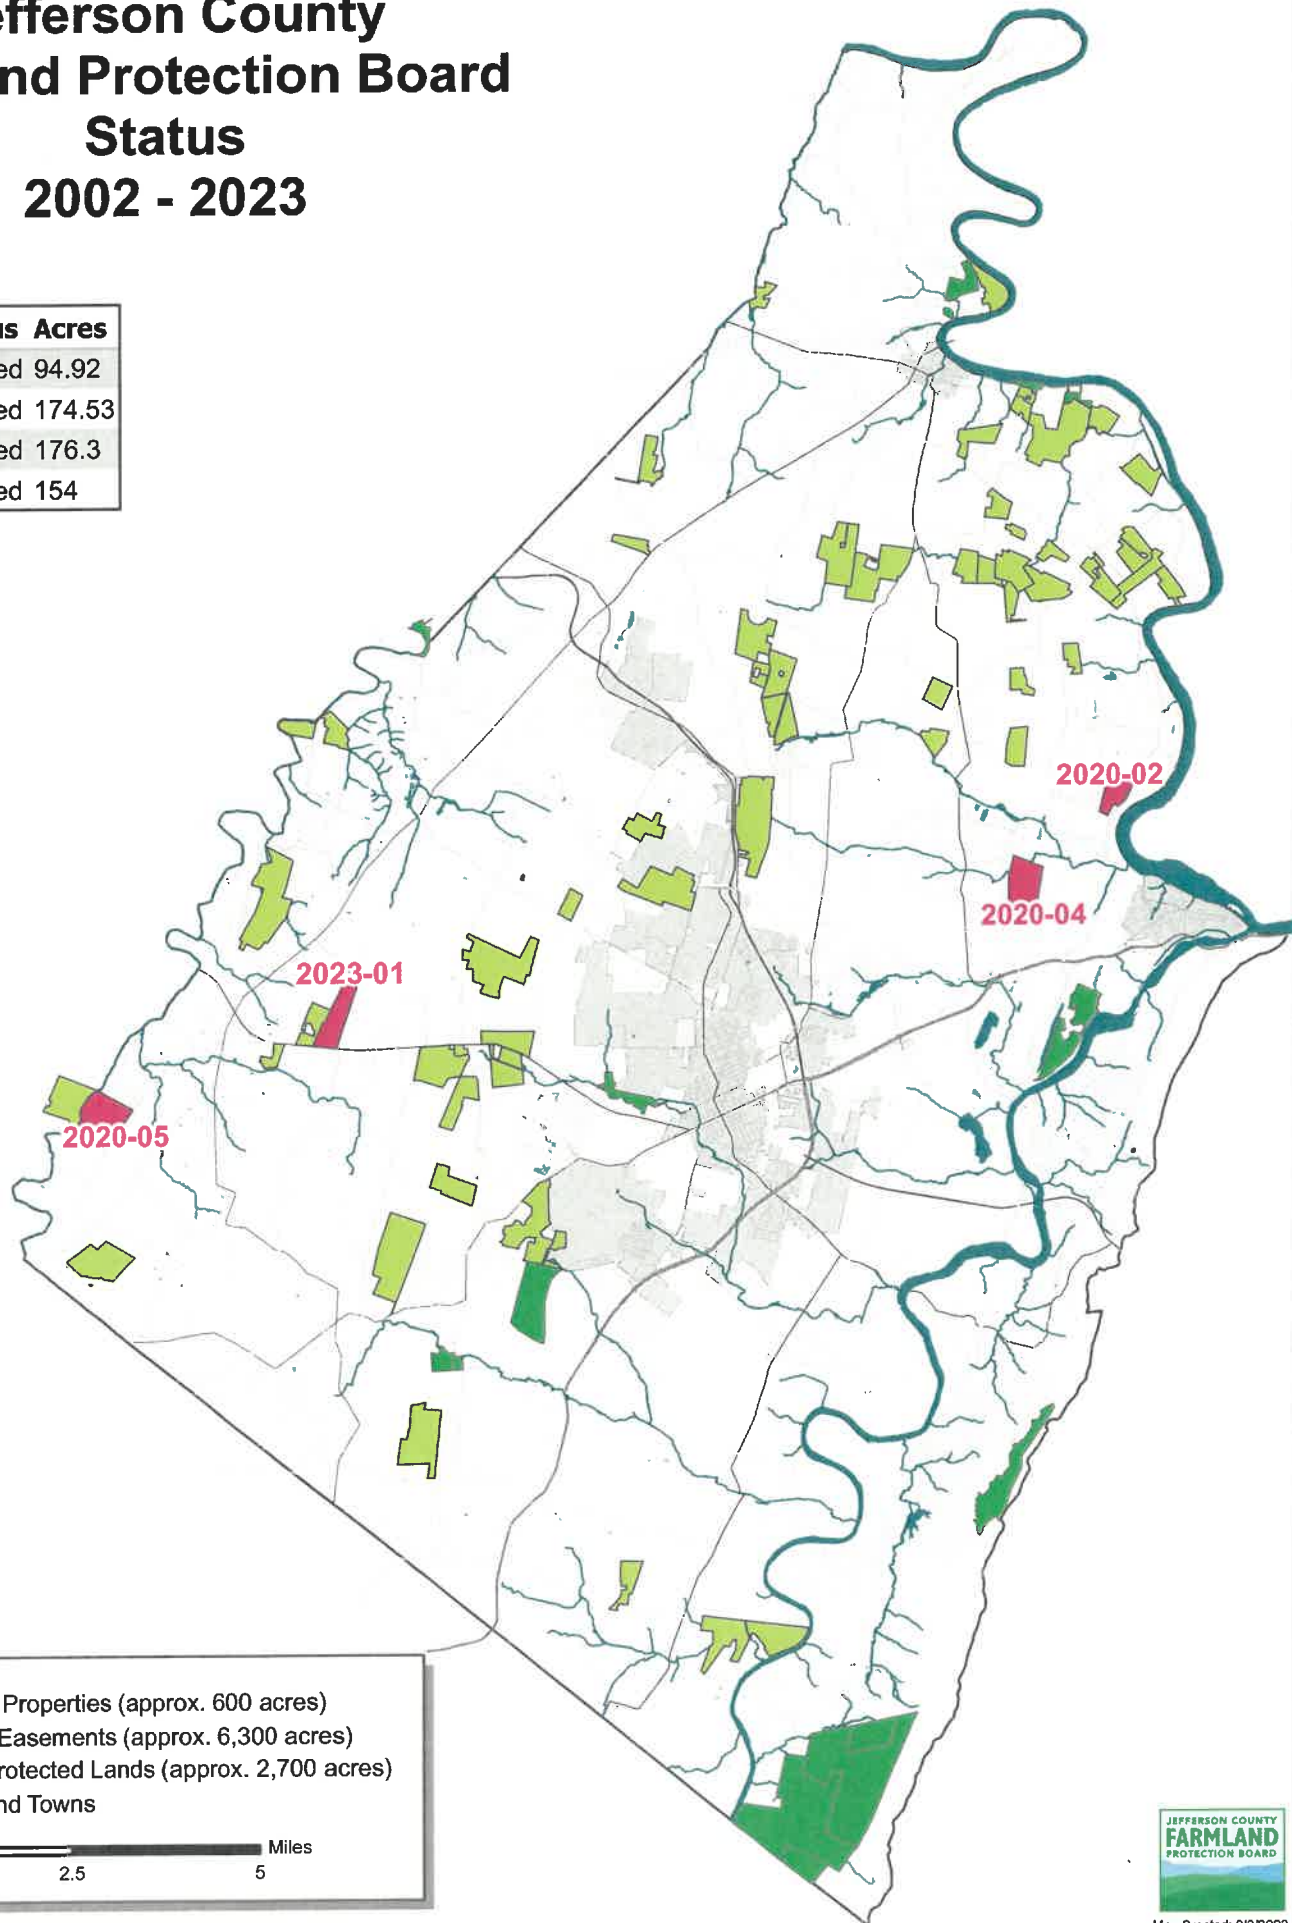 efferson County
nd Protection Board
Status
2002 - 2023
us Acres
ed 94.92
ed 174.53
ed 176.3
ed 154
2020-02
2020-04
2023-01
2020-05
Properties (approx. 600 acres)
Easements (approx. 6,300 acres)
rotected Lands (approx. 2,700 acres)
nd Towns
Miles
2.5
5
JEFFERSON COUNTY
FARMLAND
PROTECTION BOARD